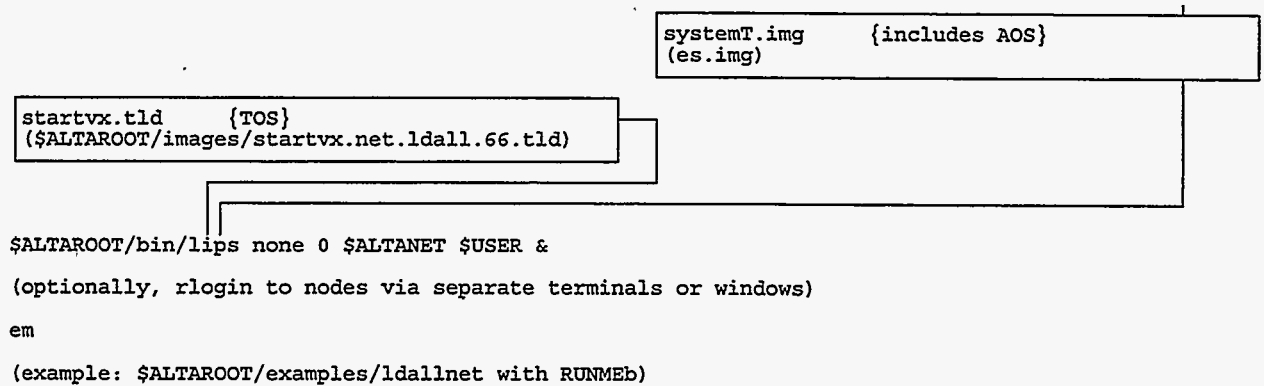 systemT.img {includes AOS}
(es.img)
startvx.tld {TOS}
($ALTAROOT/images/startvx.net.ldall.66.tld)
$ALTAROOT/bin/lips none 0 $ALTANET $USER &
(optionally, rlogin to nodes via separate terminals or windows)
em
(example: $ALTAROOT/examples/ldallnet with RUNMEb)